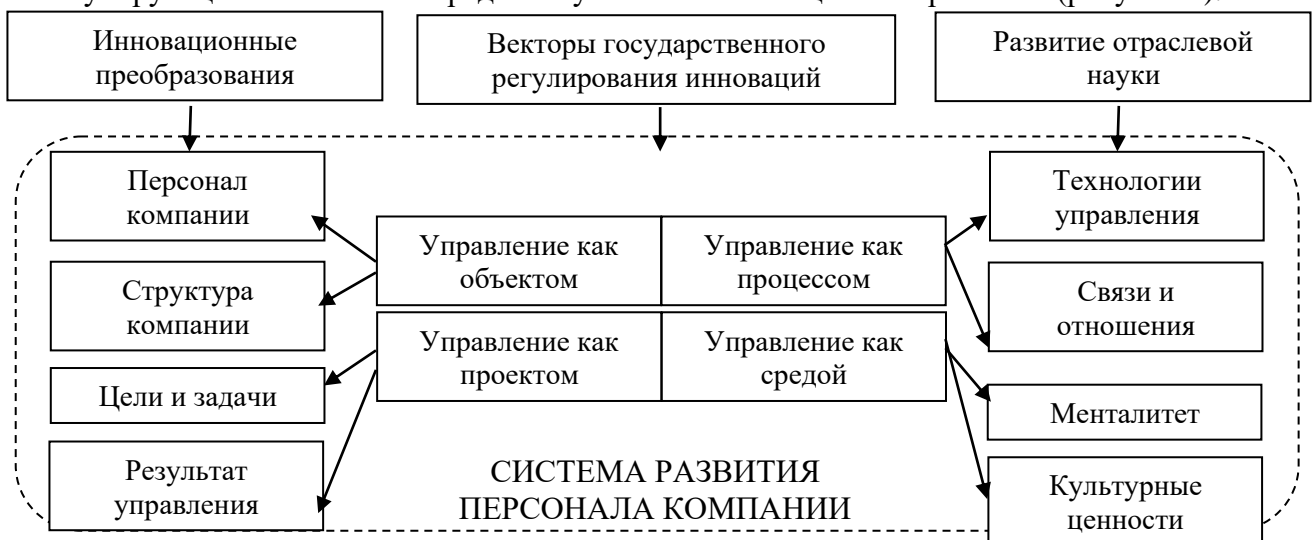 Инновационные
преобразования
Векторы государственного
регулирования инноваций
Развитие отраслевой
науки
Персонал
компании
Технологии
управления
Управление как
объектом
Управление как
процессом
Структура
компании
Связи и
отношения
Управление как
проектом
Управление как
средой
Цели и задачи
Менталитет
Результат
управления
СИСТЕМА РАЗВИТИЯ
ПЕРСОНАЛА КОМПАНИИ
Культурные
ценности